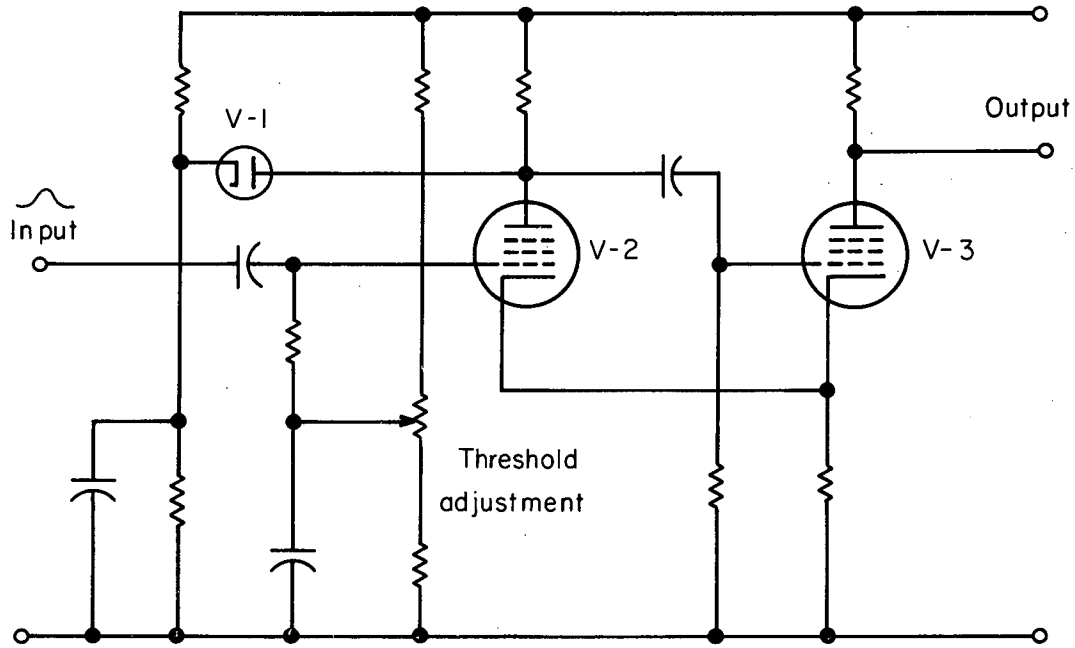 Output
V-1
Input
V-2
V-3
Threshold
adjustment